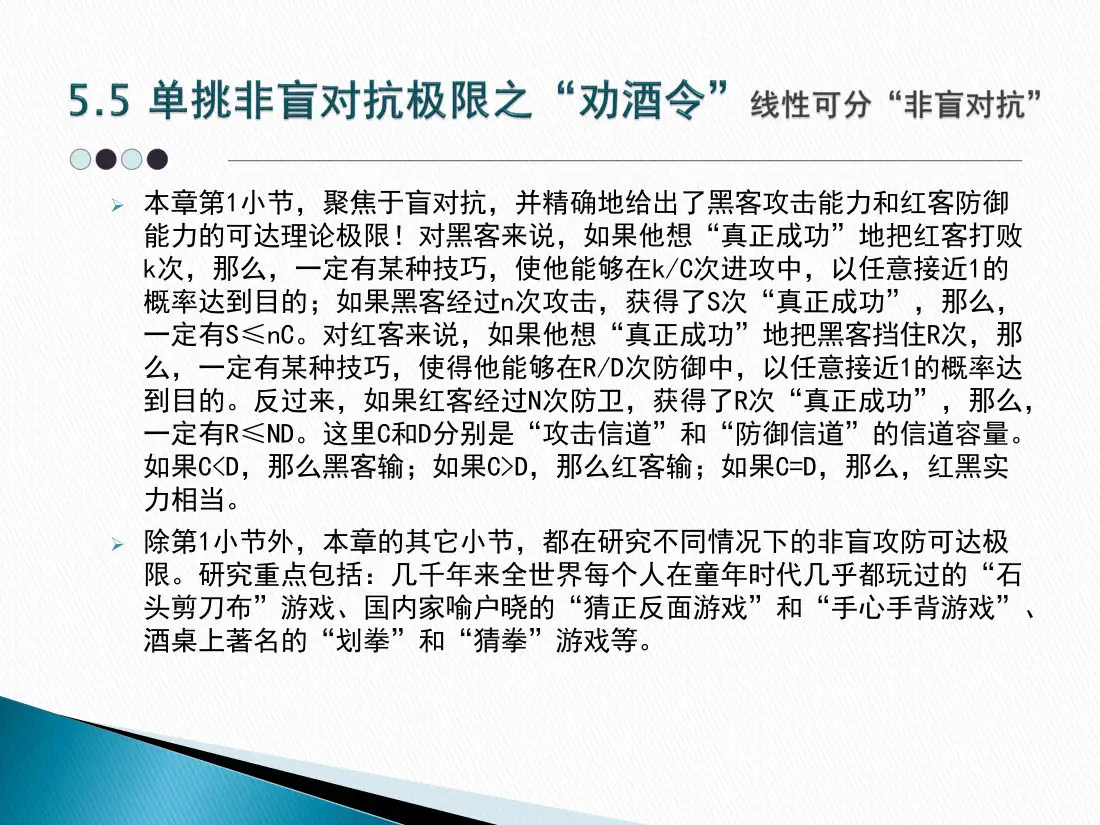 5.5 单挑非盲对抗极限之“劝酒令”线性可分“非盲对抗”
本章第1小节，聚焦于盲对抗，并精确地给出了黑客攻击能力和红客防御
能力的可达理论极限！对黑客来说，如果他想“真正成功”地把红客打败
k次，那么，一定有某种技巧，使他能够在k/C次进攻中，以任意接近1的
概率达到目的；如果黑客经过n次攻击，获得了S次“真正成功”，那么，
一定有S≤nC。对红客来说，如果他想“真正成功”地把黑客挡住R次，那
么，一定有某种技巧，使得他能够在R/D次防御中，以任意接近1的概率达
到目的。反过来，如果红客经过N次防卫，获得了R次“真正成功”，那么，
一定有R≤ND。这里C和D分别是“攻击信道”和“防御信道”的信道容量。
如果C<D，那么黑客输；如果C>D，那么红客输；如果C=D，那么，红黑实
力相当。
除第1小节外，本章的其它小节，都在研究不同情况下的非盲攻防可达极
限。研究重点包括：几千年来全世界每个人在童年时代几乎都玩过的“石
头剪刀布”游戏、国内家喻户晓的“猜正反面游戏”和“手心手背游戏”、
酒桌上著名的“划拳”和“猜拳”游戏等。